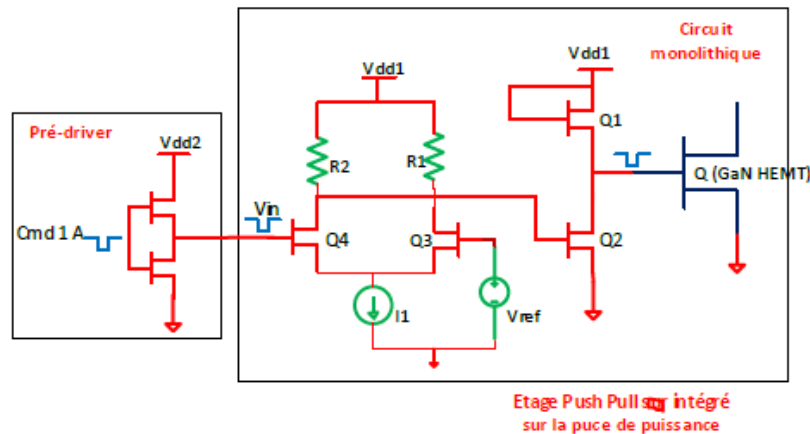 Circuit
monolithique
Vdd1
Vdd1
Pré-driver
Vdd2
Q1
R2
R1
Q (GaN HEMT)
Cmd 1 A
Vin
Q4
Q3
Q2
I1
Vref
Etage Push Pull intégré
sur la puce de puissance